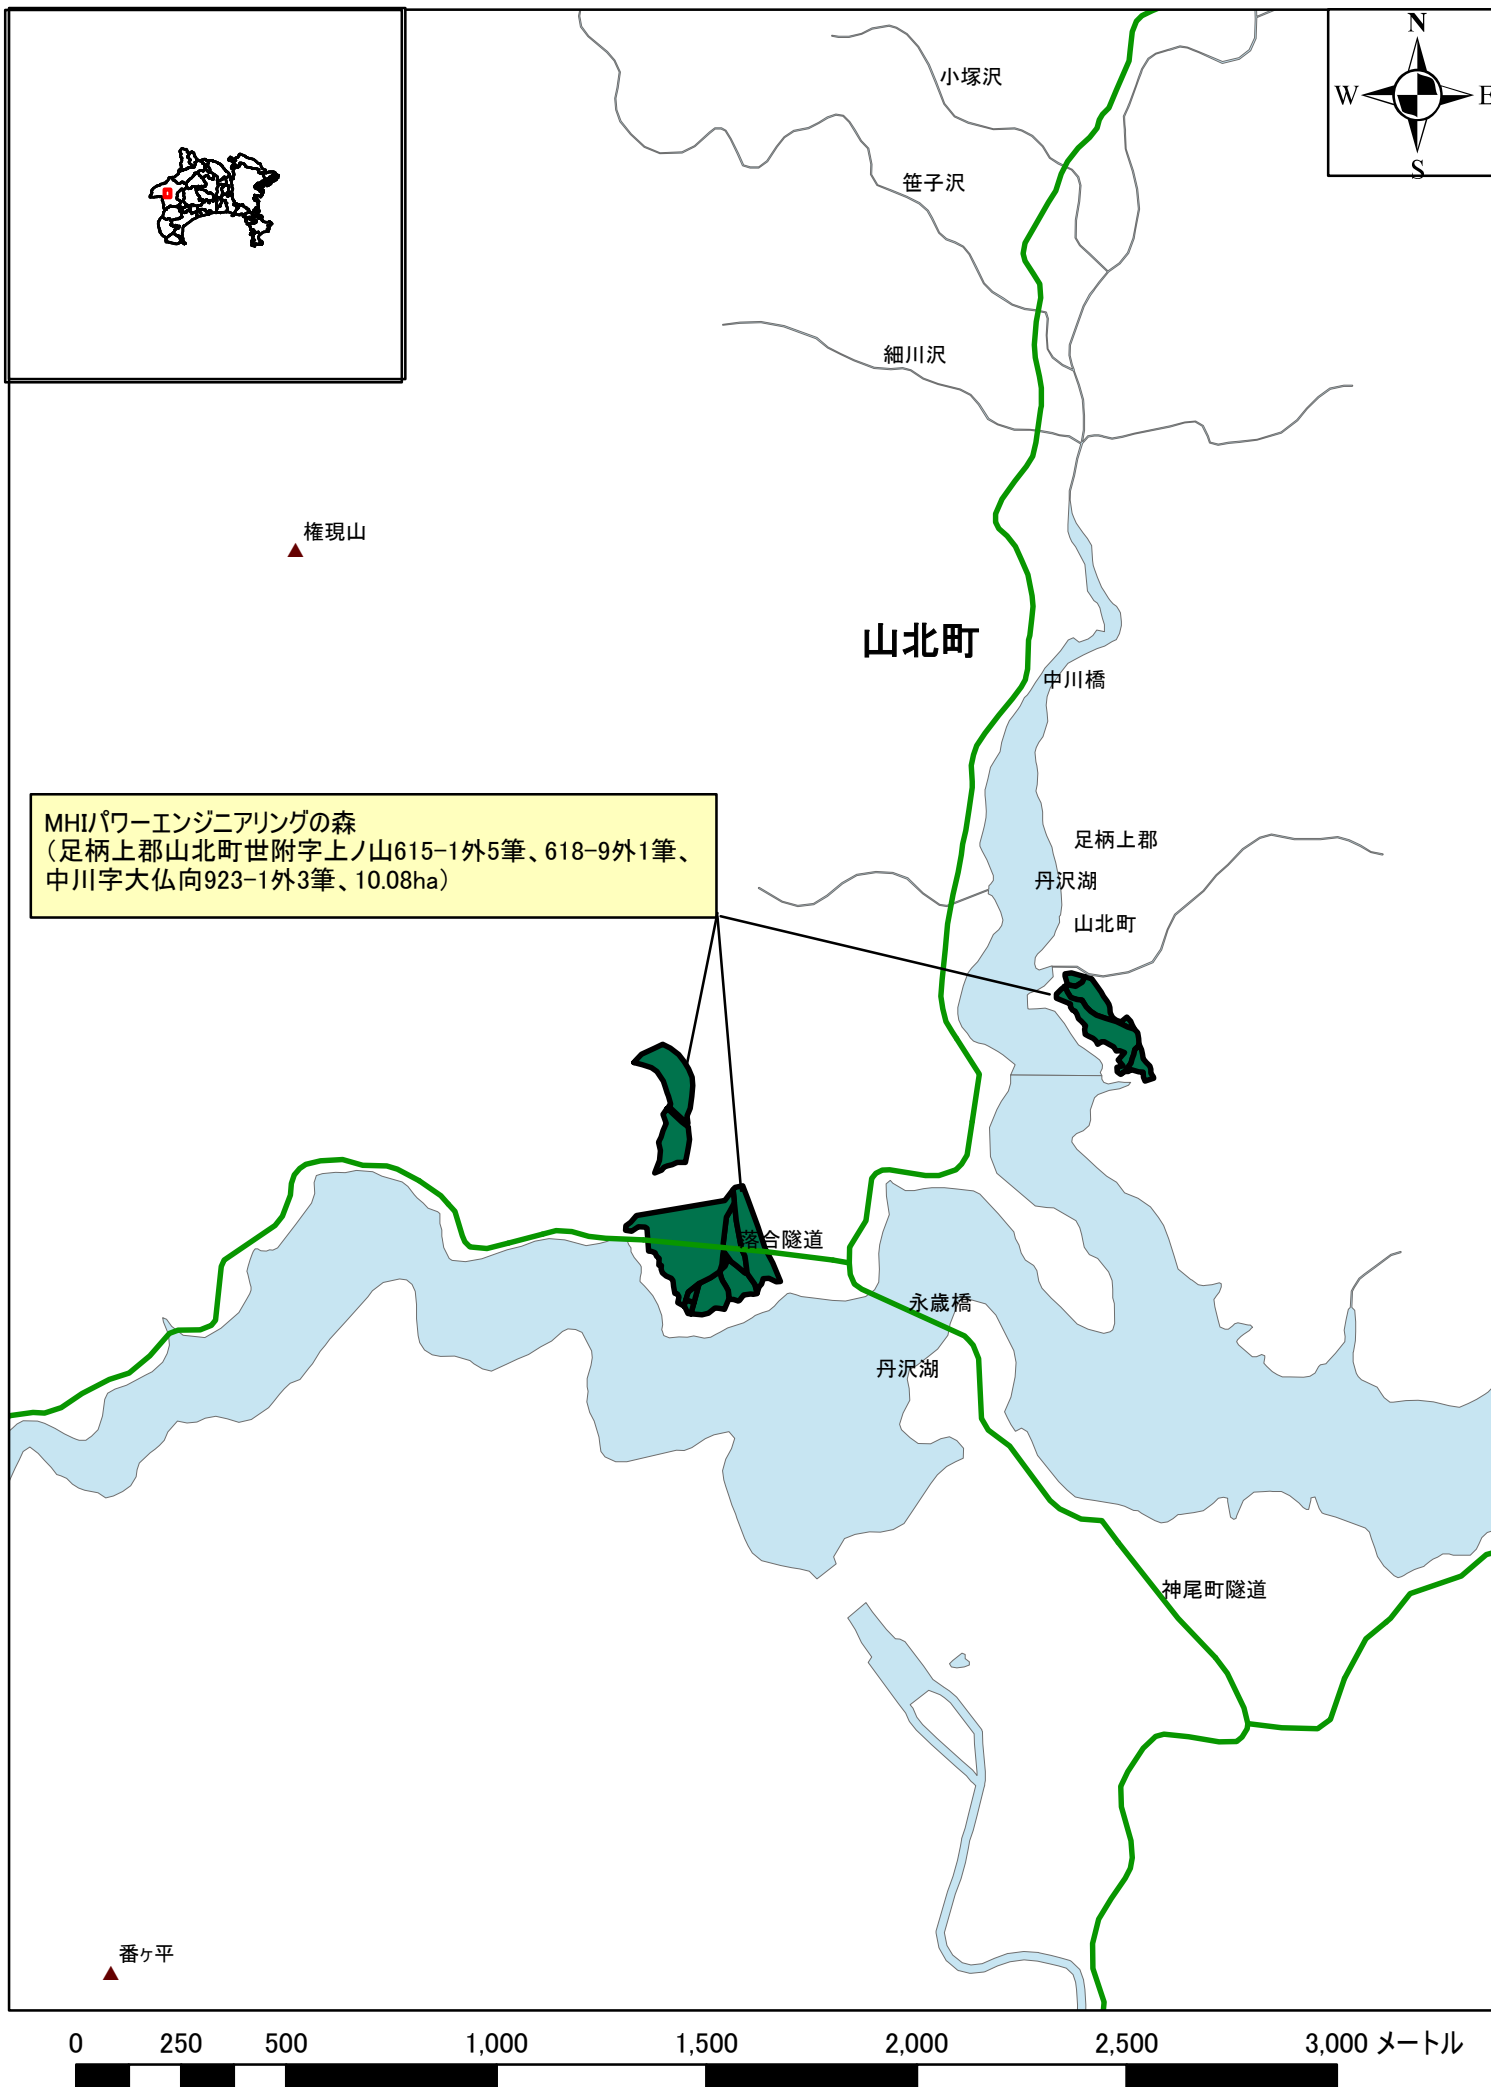 N
W
E
S
小塚沢
笹子沢
細川沢
権現山
山北町
中川橋
MHIパワーエンジニアリングの森
（足柄上郡山北町世附字上ノ山615-1外5筆、618-9外1筆、
中川字大仏向923-1外3筆、10.08ha）
足柄上郡
丹沢湖
山北町
落合隧道
永歳橋
丹沢湖
神尾町隧道
番ヶ平
0 250 500 1,000 1,500 2,000 2,500 3,000 メートル